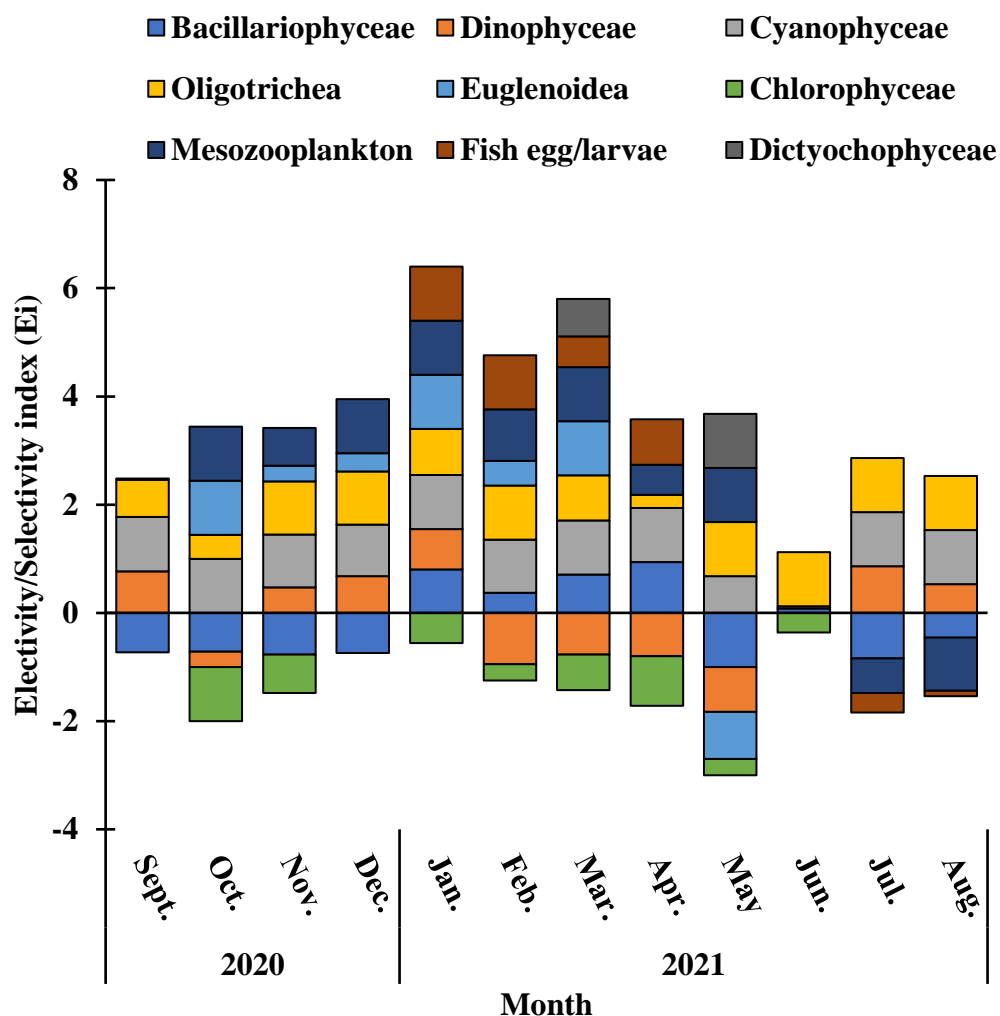 Bacillariophyceae Dinophyceae Cyanophyceae
Oligotrichea Euglenoidea Chlorophyceae
Mesozooplankton Fish egg/larvae Dictyochophyceae
Electivity/Selectivity index (Ei)
8
6
4
2
0
-2
-4
Sept. Oct. Nov. Dec. Jan. Feb. Mar. Apr. May Jun. Jul. Aug.
2020 2021
Month